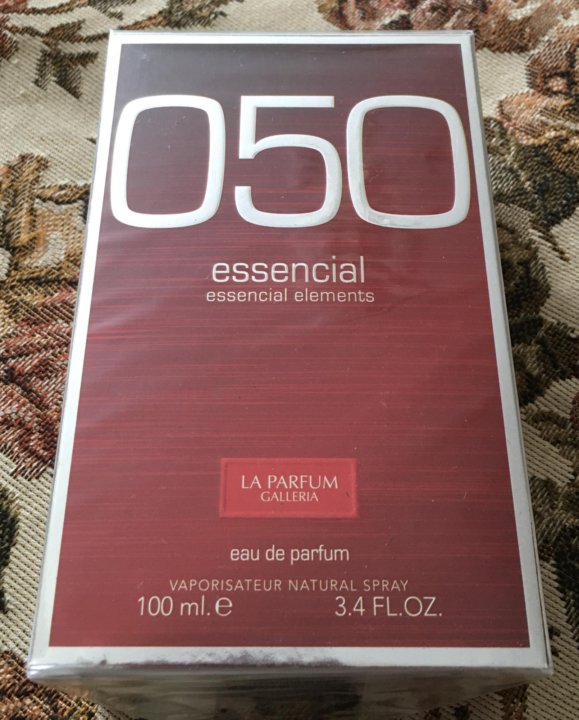 050
essencial
essencial elements
LA PARFUM
GALLERIA
eau de parfum
VAPORISATEUR NATURAL SPRAY
100 ml. e 3.4 FL.OZ.